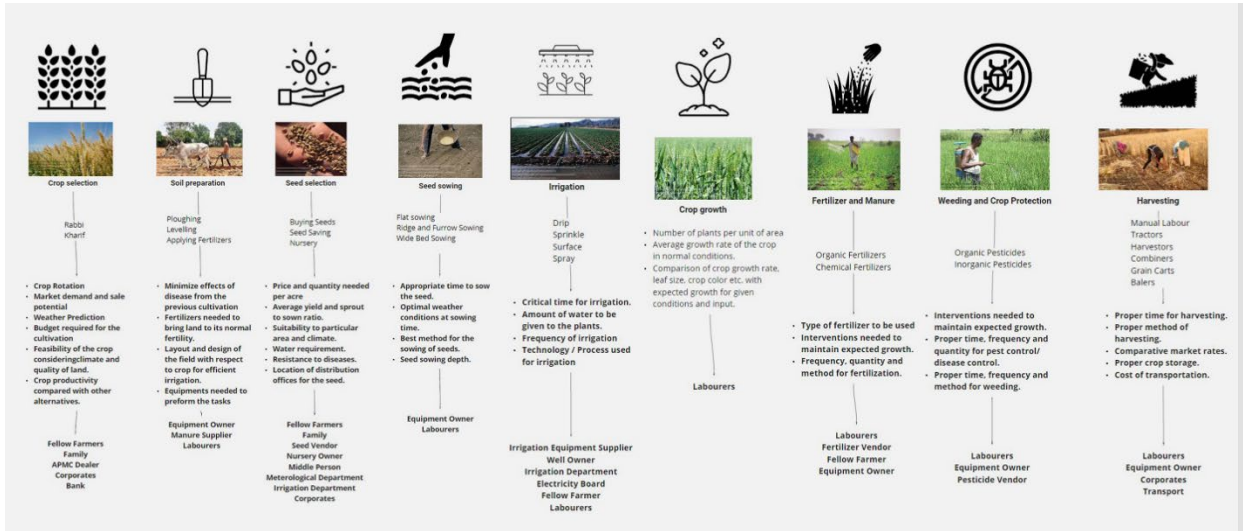 Crop selection
Rabbi
Kharif
• Crop Rotation
• Market demand and sale
potential
• Weather Prediction
• Budget required for the
cultivation
• Feasibility of the crop
consideringclimate and
quality of land.
• Crop productivity
compared with other
alternatives.
Fellow Farmers
Family
APMC Dealer
Corporates
Bank
Soil preparation
Ploughing
Levelling
Applying Fertilizers
• Minimize effects of
disease from the
previous cultivation
• Fertilizers needed to
bring land to its normal
fertility.
• Layout and design of
the field with respect
to crop for efficient
irrigation.
• Equipments needed to
preform the tasks
Equipment Owner
Manure Supplier
Labourers
Seed selection
Buying Seeds
Seed Saving
Nursery
• Price and quantity needed
per acre
• Average yield and sprout
to sown ratio.
• Suitability to particular
area and climate.
• Water requirement.
• Resistance to diseases.
• Location of distribution
offices for the seed.
Fellow Farmers
Family
Seed Vendor
Nursery Owner
Middle Person
Meterological Department
Irrigation Department
Corporates
Seed sowing
Flat sowing
Ridge and Furrow Sowing
Wide Bed Sowing
• Appropriate time to sow
the seed.
• Optimal weather
conditions at sowing
time.
• Best method for the
sowing of seeds.
• Seed sowing depth.
Equipment Owner
Labourers
Irrigation
Drip
Sprinkle
Surface
Spray
• Critical time for irrigation.
• Amount of water to be
given to the plants.
• Frequency of irrigation
• Technology / Process used
for irrigation
Irrigation Equipment Supplier
Well Owner
Irrigation Department
Electricity Board
Fellow Farmer
Labourers
Crop growth
• Number of plants per unit of area
• Average growth rate of the crop
in normal conditions.
• Comparison of crop growth rate,
leaf size, crop color etc. with
expected growth for given
conditions and input.
Labourers
Fertilizer and Manure
Organic Fertilizers
Chemical Fertilizers
• Type of fertilizer to be used
• Interventions needed to
maintain expected growth.
• Frequency, quantity and
method for fertilization.
Labourers
Fertilizer Vendor
Fellow Farmer
Equipment Owner
Weeding and Crop Protection
Organic Pesticides
Inorganic Pesticides
• Interventions needed to
maintain expected growth.
• Proper time, frequency and
quantity for pest control/
disease control.
• Proper time, frequency and
method for weeding.
Labourers
Equipment Owner
Pesticide Vendor
Harvesting
Manual Labour
Tractors
Harvestors
Combiners
Grain Carts
Balers
• Proper time for harvesting.
• Proper method of
harvesting.
• Comparative market rates.
• Proper crop storage.
• Cost of transportation.
Labourers
Equipment Owner
Corporates
Transport